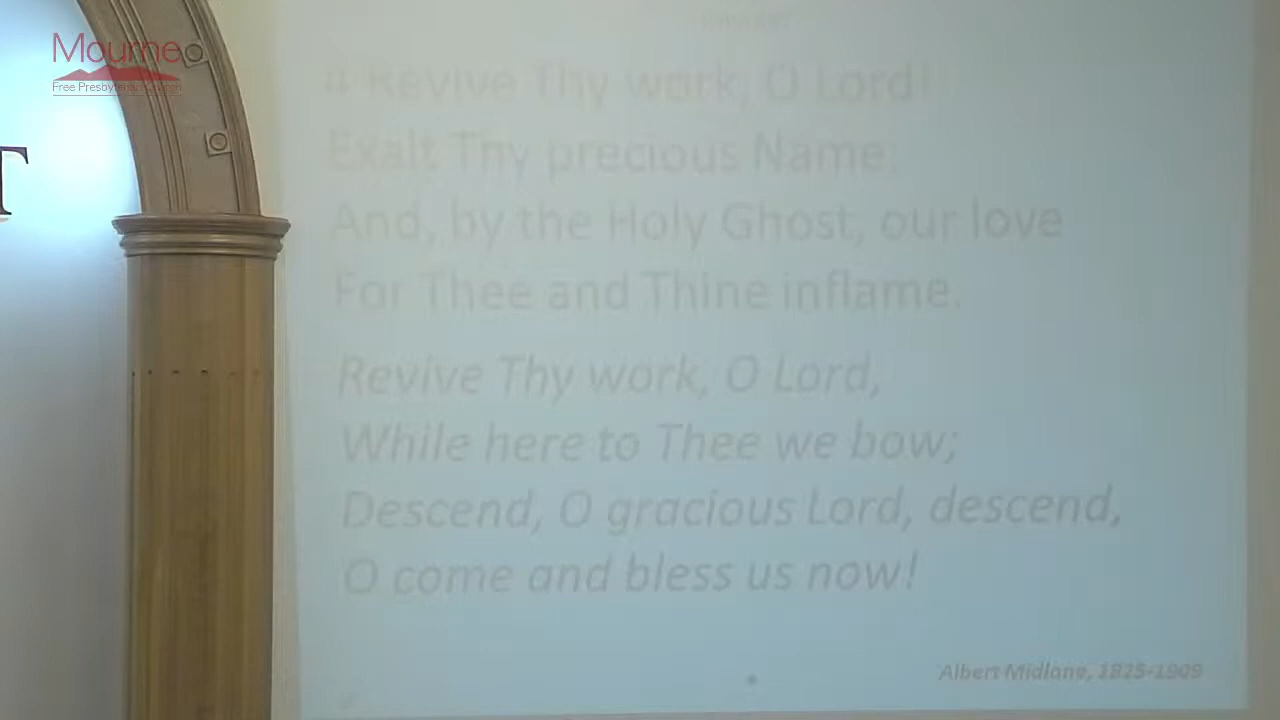 Mourne
Free Presbyterian Church
T
4 Revive Thy work, O Lord!
Exalt Thy precious Name;
And, by the Holy Ghost, our love
For Thee and Thine inflame.
Revive Thy work, O Lord,
While here to Thee we bow;
Descend, O gracious Lord, descend,
O come and bless us now!
Albert Midlane, 1825-1909